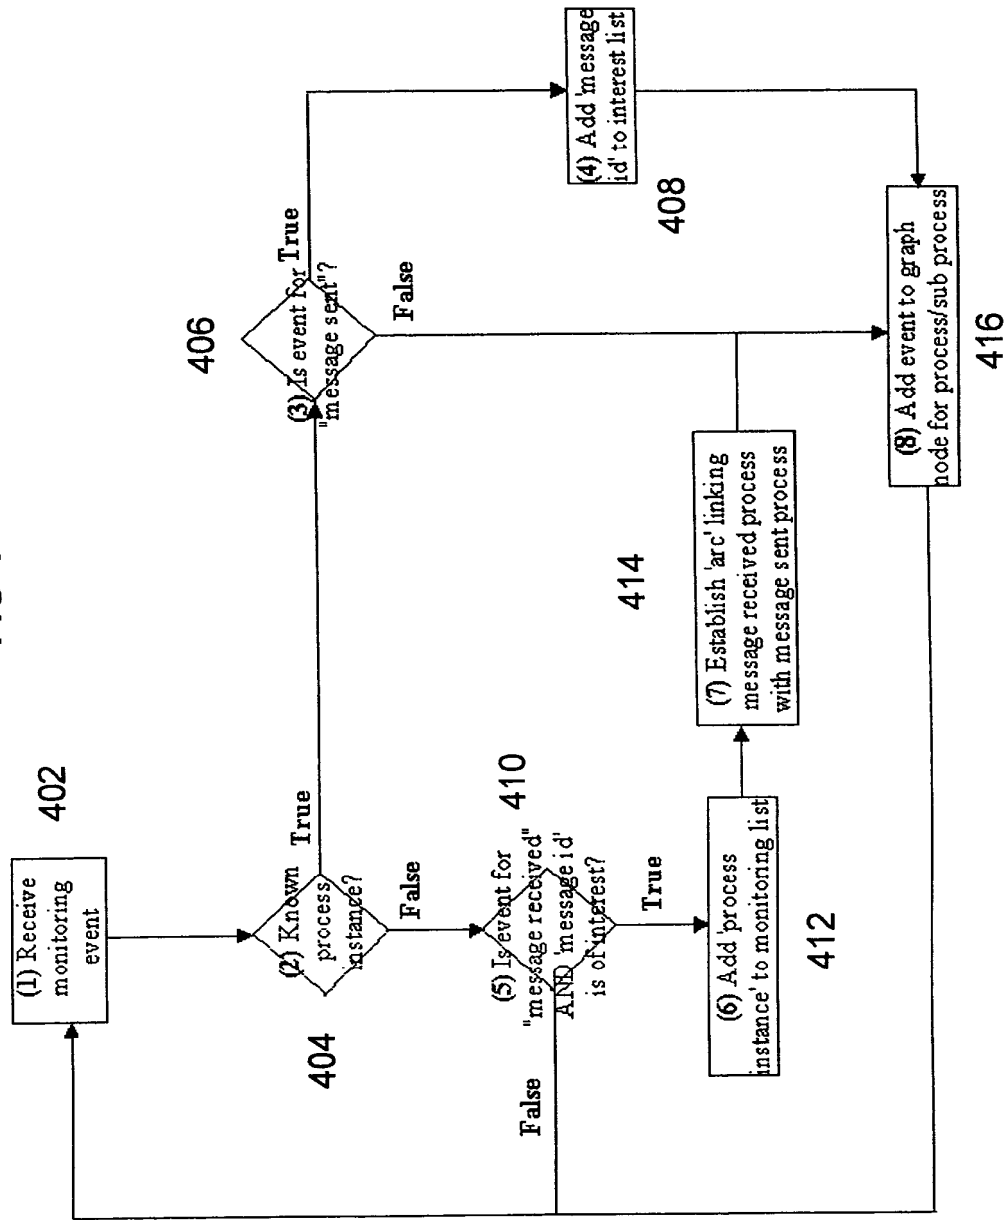 402
(1) Receive
monitoring
event
True
(2) Known
process
instance?
404
False
406
(3) Is event for
"message sent"?
True
False
(4) Add 'message
id' to interest list
408
410
(5) Is event for
"message received"
AND 'message id'
is of interest?
False
True
(6) Add 'process
instance' to monitoring list
412
414
(7) Establish 'arc' linking
message received process
with message sent process
(8) Add event to graph
node for process/sub process
416